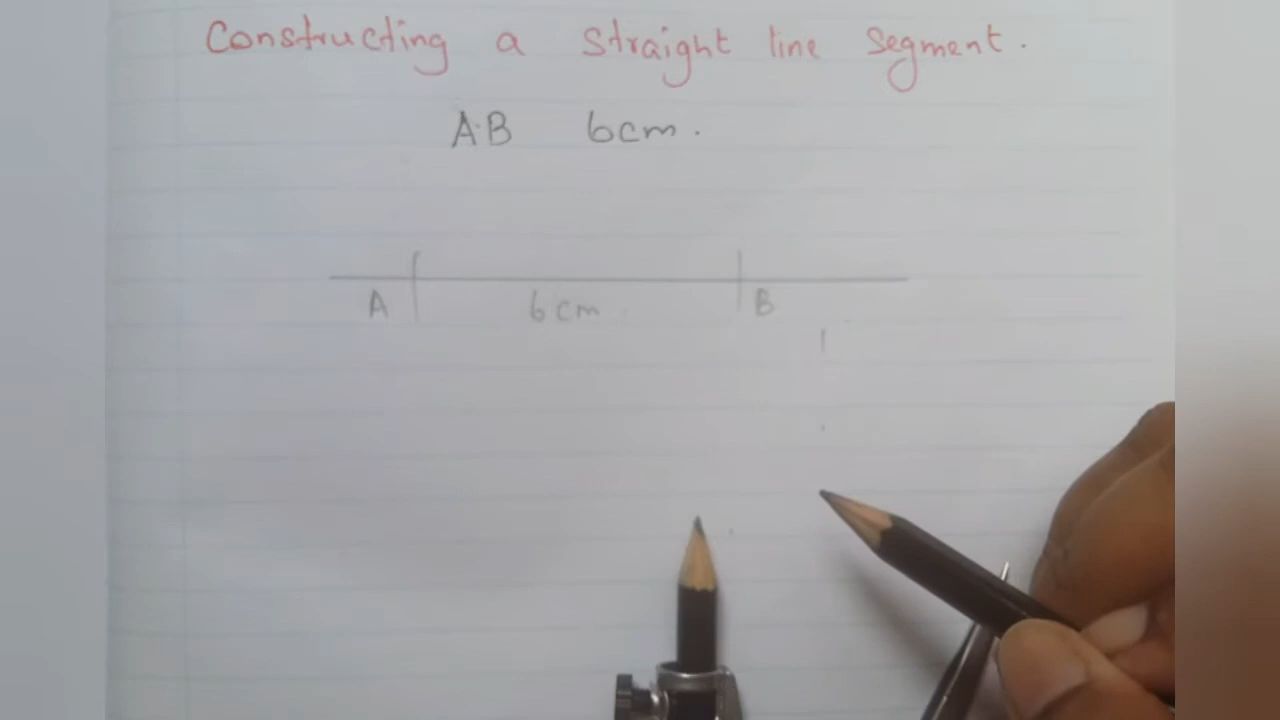 Constructing a straight line segment.
AB 6cm.
A 6cm. B